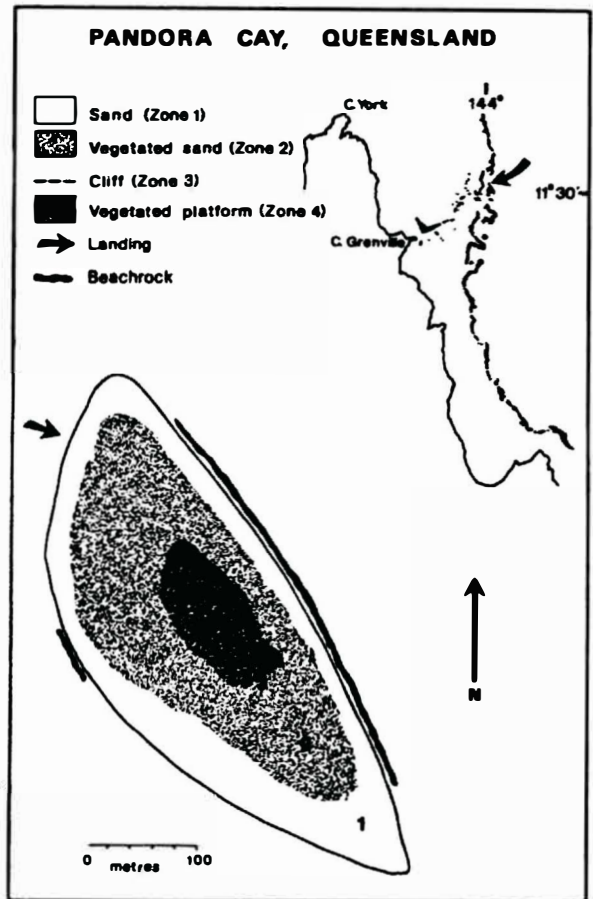 PANDORA CAY, QUEENSLAND
Sand (Zone 1)
Vegetated sand (Zone 2)
Cliff (Zone 3)
Vegetated platform (Zone 4)
Landing
Beachrock
C. York
144°
11° 30'
C. Grenville
N
1
0 100
metres